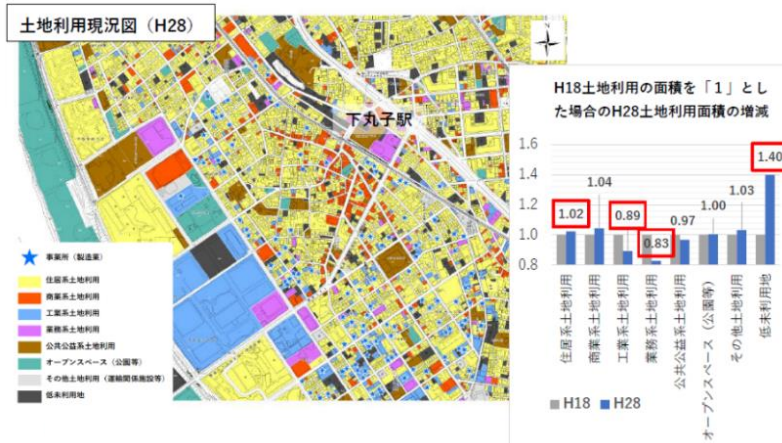 土地利用現況図（H28）
N
下丸子駅
事業所（製造業）
住居系土地利用
商業系土地利用
工業系土地利用
業務系土地利用
公共公益系土地利用
オープンスペース（公園等）
その他土地利用（運輸関係施設等）
低未利用地
H18土地利用の面積を「１」とし
た場合のH28土地利用面積の増減
1.6
1.4
1.2
1.0
0.8
1.02
1.04
0.89
0.83
0.97
1.00
1.03
1.40
住居系土地利用
商業系土地利用
工業系土地利用
業務系土地利用
公共公益系土地利用
オープンスペース（公園等）
その他土地利用
低未利用地
H18
H28